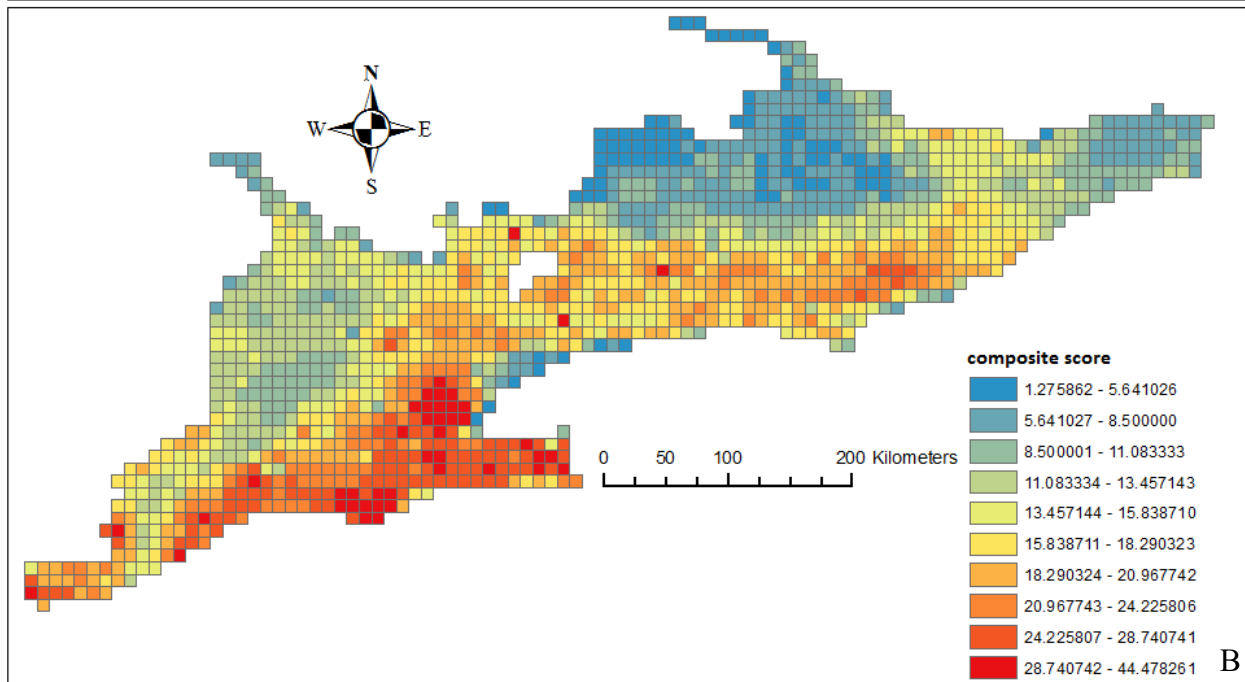 N
W E
S
composite score
1.275862 - 5.641026
5.641027 - 8.500000
8.500001 - 11.083333
11.083334 - 13.457143
13.457144 - 15.838710
15.838711 - 18.290323
18.290324 - 20.967742
20.967743 - 24.225806
24.225807 - 28.740741
28.740742 - 44.478261
0 50 100 200 Kilometers
B